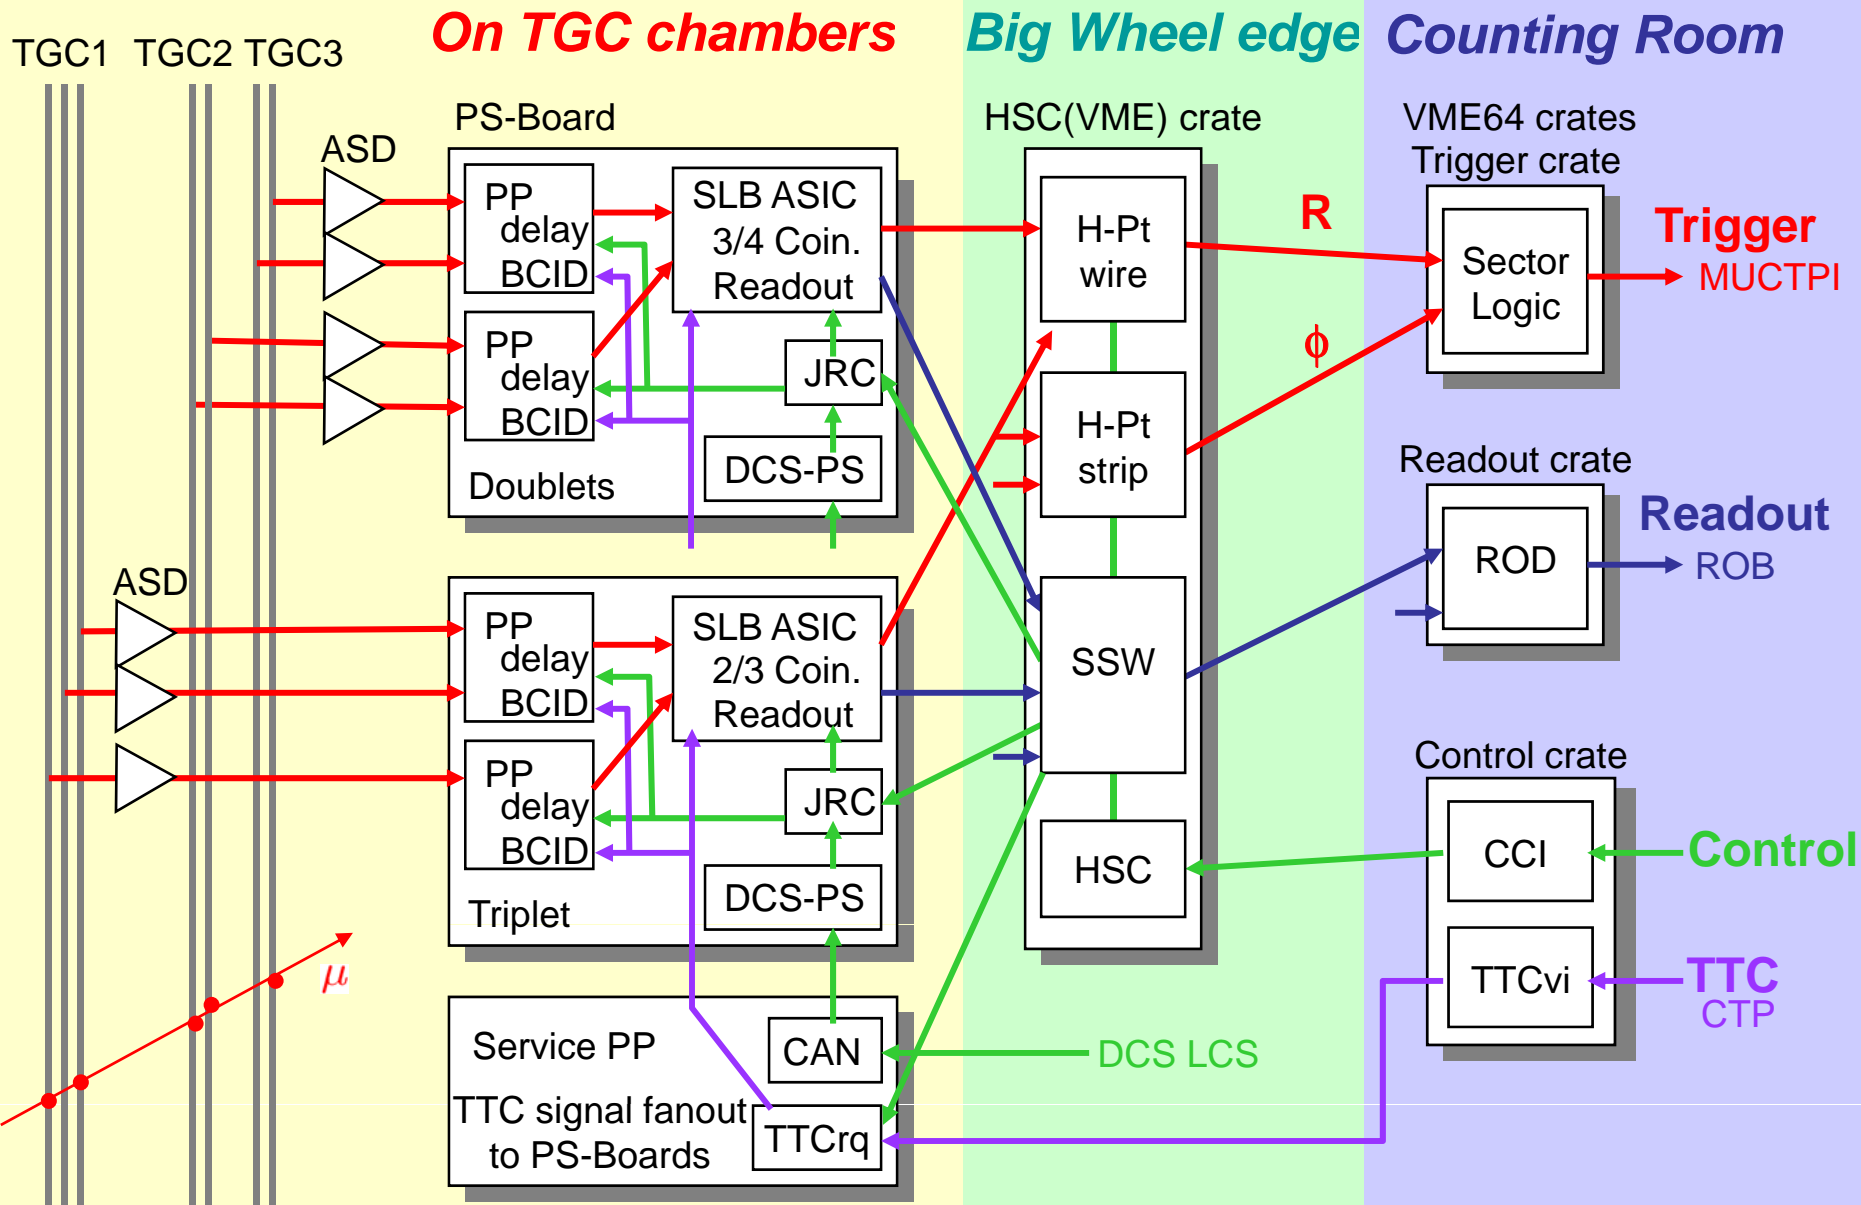 On TGC chambers
Big Wheel edge
Counting Room
TGC1 TGC2 TGC3
PS-Board
HSC(VME) crate
VME64 crates
Trigger crate
ASD
PP
delay
BCID
SLB ASIC
3/4 Coin.
Readout
PP
delay
BCID
JRC
DCS-PS
Doublets
H-Pt
wire
R
Sector
Logic
Trigger
MUCTPI
H-Pt
strip
ϕ
Readout crate
ROD
Readout
ROB
ASD
PP
delay
BCID
SLB ASIC
2/3 Coin.
Readout
PP
delay
BCID
JRC
DCS-PS
Triplet
SSW
HSC
Control crate
CCI
Control
TTCvi
TTC
CTP
μ
Service PP
CAN
DCS LCS
TTC signal fanout
to PS-Boards
TTCrq